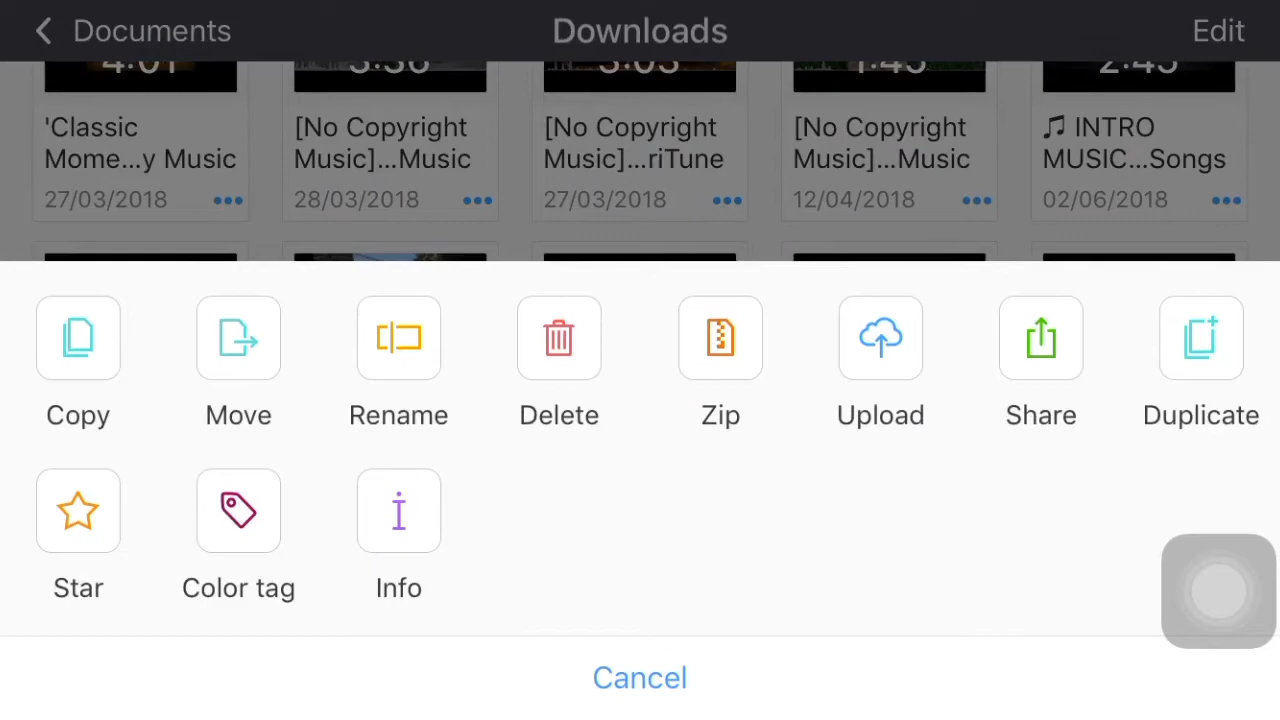 Documents
Downloads
Edit
4:01
3:36
3:03
1:45
2:45
'Classic
Mome...y Music
27/03/2018
[No Copyright
Music]...Music
28/03/2018
[No Copyright
Music]...riTune
27/03/2018
[No Copyright
Music]...Music
12/04/2018
🎵 INTRO
MUSIC...Songs
02/06/2018
Copy
Move
Rename
Delete
Zip
Upload
Share
Duplicate
Star
Color tag
Info
Cancel